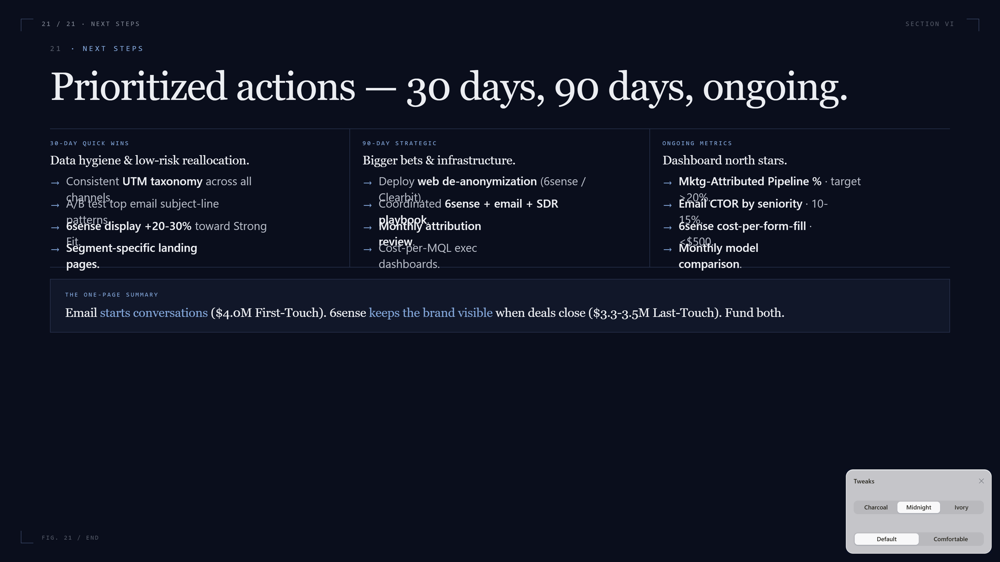 21 / 21 · NEXT STEPS
SECTION VI
21 · NEXT STEPS
Prioritized actions — 30 days, 90 days, ongoing.
30-DAY QUICK WINS
Data hygiene & low-risk reallocation.
→ Consistent UTM taxonomy across all
channels.
→ A/B test top email subject-line
patterns.
→ 6sense display +20-30% toward Strong
Fit.
→ Segment-specific landing
pages.
90-DAY STRATEGIC
Bigger bets & infrastructure.
→ Deploy web de-anonymization (6sense /
Clearbit).
→ Coordinated 6sense + email + SDR
playbook.
→ Monthly attribution
review.
→ Cost-per-MQL exec
dashboards.
ONGOING METRICS
Dashboard north stars.
→ Mktg-Attributed Pipeline % · target
>20%.
→ Email CTOR by seniority · 10-
15%.
→ 6sense cost-per-form-fill ·
<$500.
→ Monthly model
comparison.
THE ONE-PAGE SUMMARY
Email starts conversations ($4.0M First-Touch). 6sense keeps the brand visible when deals close ($3.3-3.5M Last-Touch). Fund both.
FIG. 21 / END
Tweaks
Charcoal Midnight Ivory
Default Comfortable